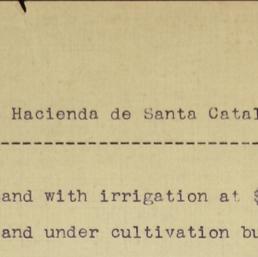 Hacienda de Santa Catal
----------------------------
and with irrigation at $
and under cultivation bu